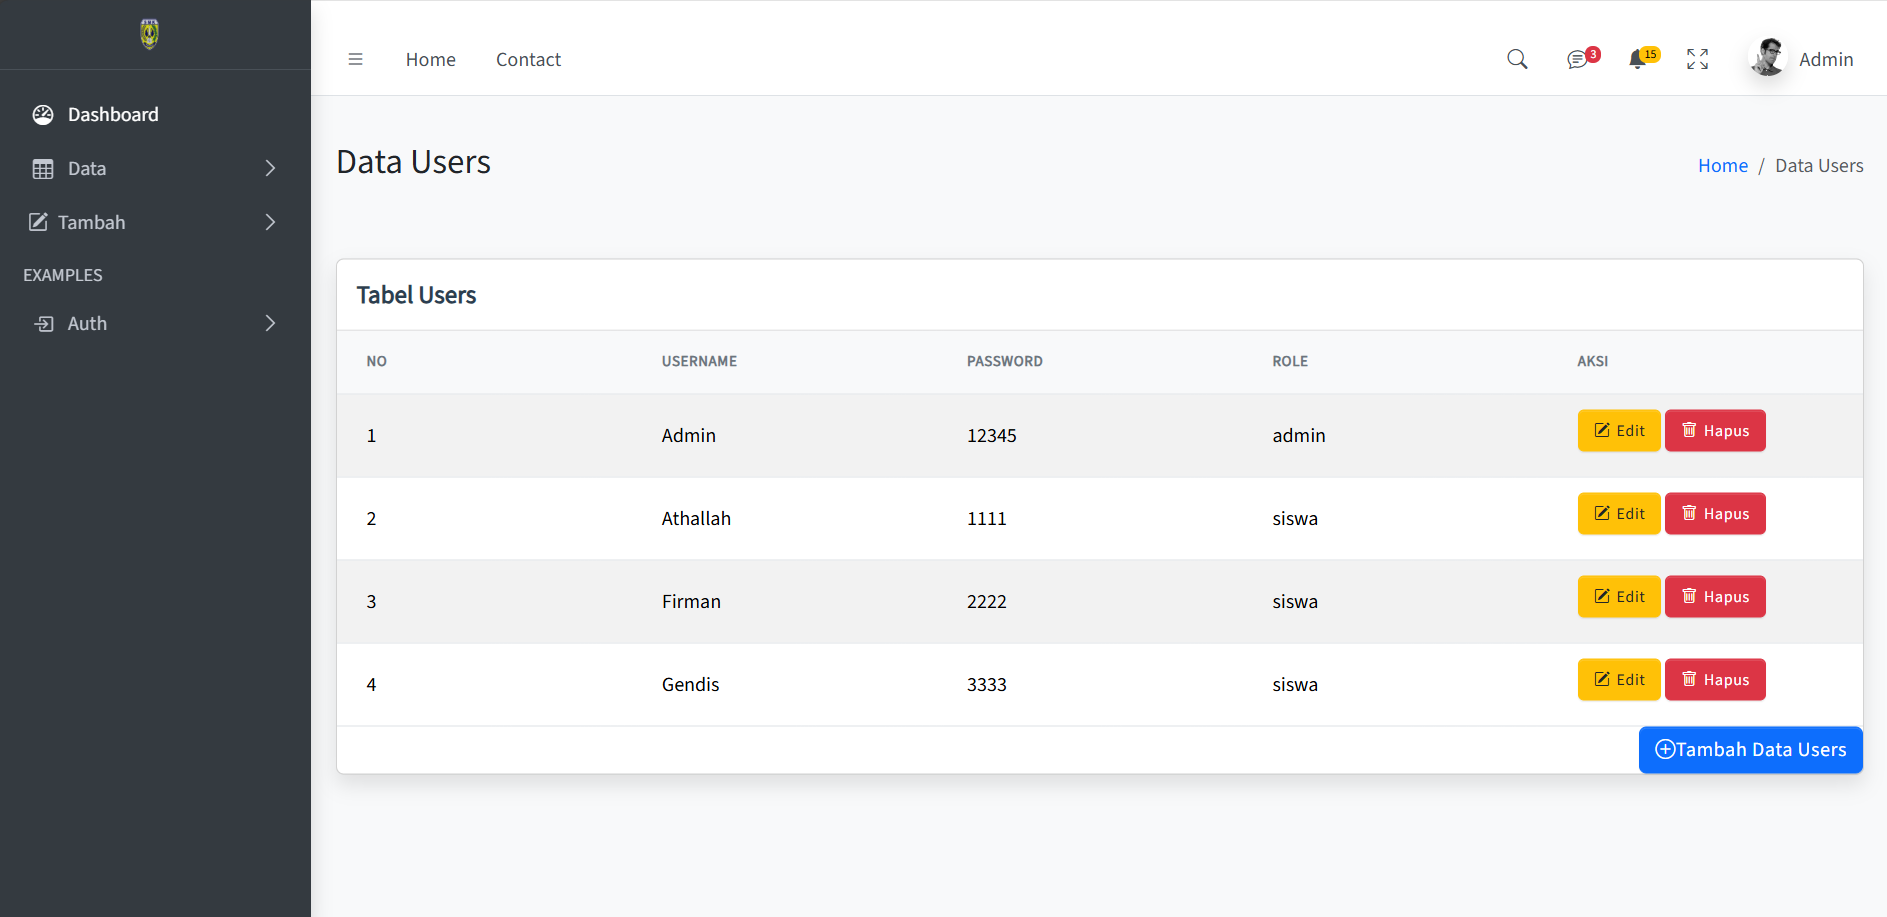 Dashboard
Data
Tambah
EXAMPLES
Auth
Home Contact
3
15
Admin
Data Users
Home / Data Users
Tabel Users
NO USERNAME PASSWORD ROLE AKSI
1 Admin 12345 admin Edit Hapus
2 Athallah 1111 siswa Edit Hapus
3 Firman 2222 siswa Edit Hapus
4 Gendis 3333 siswa Edit Hapus
Tambah Data Users